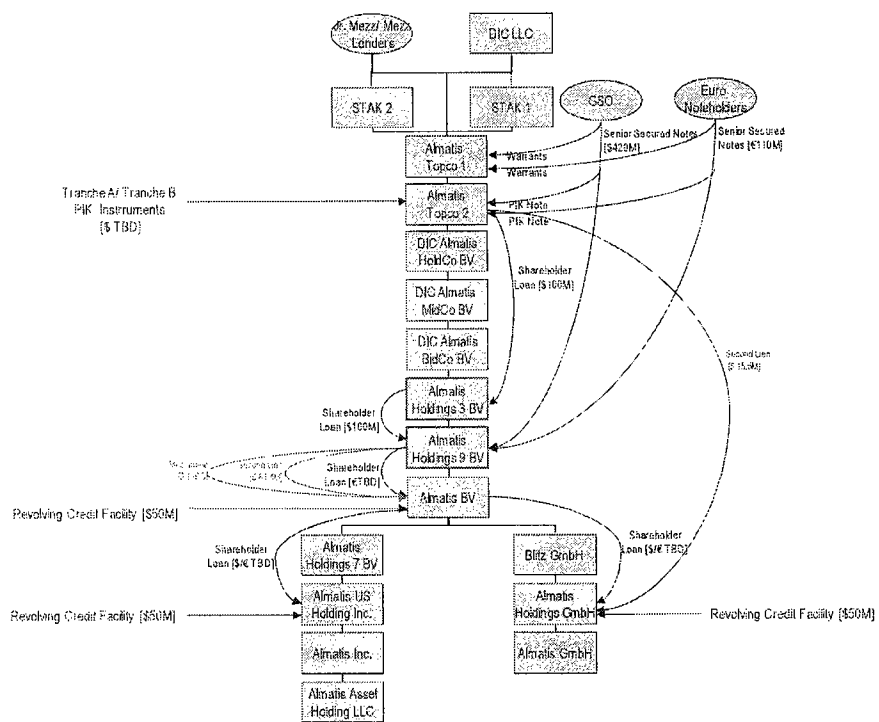 Jr. Mezz/ Mezz
Lenders
DIC LLC
STAK 2
STAK 1
GSO
Euro
Noteholders
Senior Secured Notes
[$420M]
Senior Secured
Notes [€110M]
Almatis
Topco 1
Warrants
Warrants
Tranche A/ Tranche B
PIK Instruments
[$ TBD]
Almatis
Topco 2
PIK Note
PIK Note
DIC Almatis
HoldCo BV
Shareholder
Loan [$100M]
DIC Almatis
MidCo BV
DIC Almatis
BidCo BV
Second Lien
Almatis
Holdings 3 BV
Shareholder
Loan [$100M]
Almatis
Holdings 9 BV
Shareholder
Loan [€TBD]
Almatis BV
Revolving Credit Facility [$50M]
Shareholder
Loan [$/€ TBD]
Almatis
Holdings 7 BV
Blitz GmbH
Shareholder
Loan [$/€ TBD]
Almatis US
Holding Inc.
Almatis
Holdings GmbH
Revolving Credit Facility [$50M]
Revolving Credit Facility [$50M]
Almatis Inc.
Almatis GmbH
Almatis Asset
Holding LLC